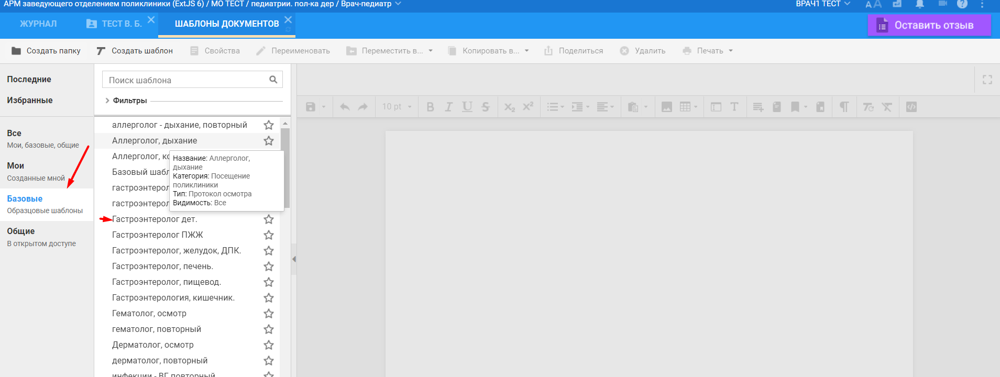 АРМ заведующего отделением поликлиники (ExtJS 6) / МО ТЕСТ / педиатрии. пол-ка дер / Врач-педиатр
ВРАЧ1 ТЕСТ
ЖУРНАЛ
ТЕСТ В. Б.
ШАБЛОНЫ ДОКУМЕНТОВ
Оставить отзыв
Создать папку
Создать шаблон
Свойства
Переименовать
Переместить в...
Копировать в...
Поделиться
Удалить
Печать
Последние
Избранные
Все
Мои, базовые, общие
Мои
Созданные мной
Базовые
Образцовые шаблоны
Общие
В открытом доступе
Поиск шаблона
Фильтры
10 pt
аллерголог - дыхание, повторный
Аллерголог, дыхание
Аллерголог, ко
Базовый шабл
гастроэнтерол
гастроэнтерол
Название: Аллерголог,
дыхание
Категория: Посещение
поликлиники
Тип: Протокол осмотра
Видимость: Все
Гастроэнтеролог дет.
Гастроэнтеролог ПЖЖ
Гастроэнтеролог, желудок, ДПК.
Гастроэнтеролог, печень.
Гастроэнтеролог, пищевод.
Гастроэнтерология, кишечник.
Гематолог, осмотр
гематолог, повторный
Дерматолог, осмотр
дерматолог, повторный
инфекции - ВГ повторный